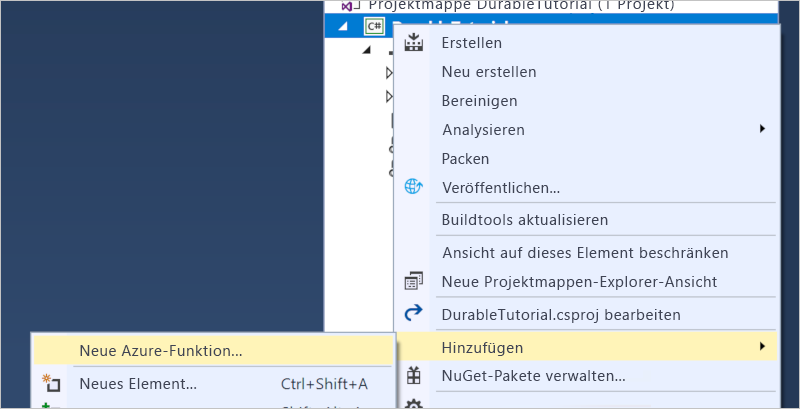 Projektmappe DurableTutorial (1 Projekt)
C#
Erstellen
Neu erstellen
Bereinigen
Analysieren
Packen
Veröffentlichen...
Buildtools aktualisieren
Ansicht auf dieses Element beschränken
Neue Projektmappen-Explorer-Ansicht
DurableTutorial.csproj bearbeiten
Hinzufügen
NuGet-Pakete verwalten...
Neue Azure-Funktion...
Neues Element... Ctrl+Shift+A